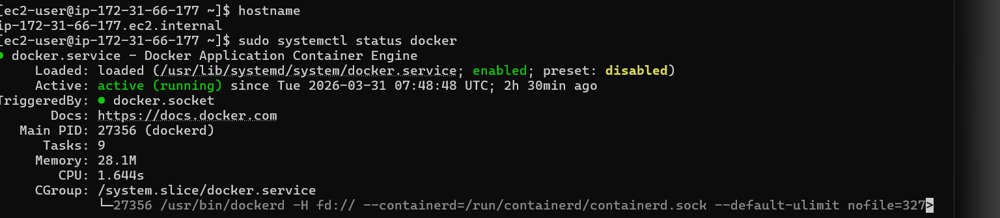 [ec2-user@ip-172-31-66-177 ~]$ hostname
ip-172-31-66-177.ec2.internal
[ec2-user@ip-172-31-66-177 ~]$ sudo systemctl status docker
● docker.service - Docker Application Container Engine
     Loaded: loaded (/usr/lib/systemd/system/docker.service; enabled; preset: disabled)
     Active: active (running) since Tue 2026-03-31 07:48:48 UTC; 2h 30min ago
TriggeredBy: ● docker.socket
       Docs: https://docs.docker.com
   Main PID: 27356 (dockerd)
      Tasks: 9
     Memory: 28.1M
        CPU: 1.644s
     CGroup: /system.slice/docker.service
             └─27356 /usr/bin/dockerd -H fd:// --containerd=/run/containerd/containerd.sock --default-ulimit nofile=327>